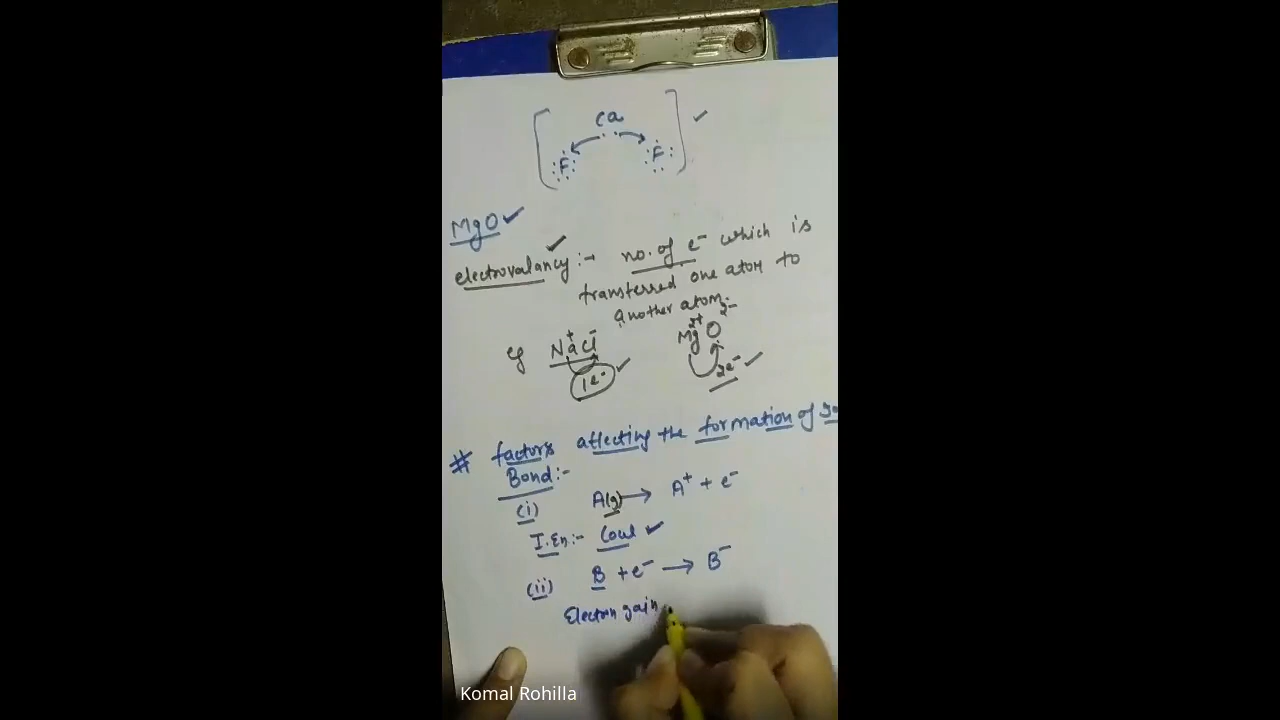 Ca
F F
MgO
electrovalancy :→ no. of e⁻ which is
transferred one atom to
another atom.
eg Na⁺Cl⁻ Mg²⁺O²⁻
1e⁻ 2e⁻
# factors affecting the formation of
Bond:-
(i) A(g) → A⁺ + e⁻
I.En:- Low
(ii) B + e⁻ → B⁻
Electron gain
Komal Rohilla